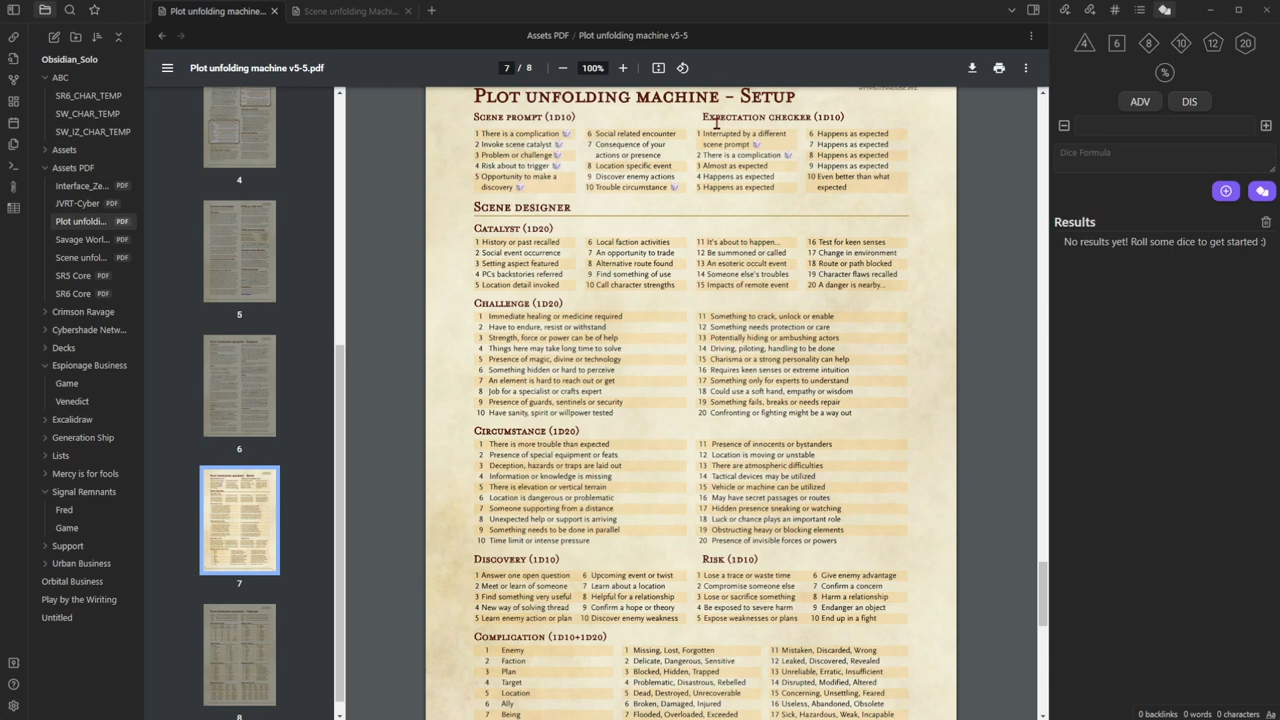 Plot unfolding machine...
Scene unfolding Machi...
Assets PDF / Plot unfolding machine v5-5
Obsidian_Solo
ABC
SR6_CHAR_TEMP
SW_CHAR_TEMP
SW_IZ_CHAR_TEMP
Assets
Assets PDF
Interface_Ze... PDF
JVRT-Cyber PDF
Plot unfoldi... PDF
Savage Worl... PDF
Scene unfol... PDF
SR5 Core PDF
SR6 Core PDF
Crimson Ravage
Cybershade Netw...
Decks
Espionage Business
Game
Benedict
Excalidraw
Generation Ship
Lists
Mercy is for fools
Signal Remnants
Fred
Game
Support
Urban Business
Orbital Business
Play by the Writing
Untitled
Plot unfolding machine v5-5.pdf
7 / 8
100%
4
5
6
7
8
Plot unfolding machine – Setup
Scene prompt (1d10)
1 There is a complication
2 Invoke scene catalyst
3 Problem or challenge
4 Risk about to trigger
5 Opportunity to make a
discovery
6 Social related encounter
7 Consequence of your
actions or presence
8 Location specific event
9 Discover enemy actions
10 Trouble circumstance
Expectation checker (1d10)
1 Interrupted by a different
scene prompt
2 There is a complication
3 Almost as expected
4 Happens as expected
5 Happens as expected
6 Happens as expected
7 Happens as expected
8 Happens as expected
9 Happens as expected
10 Even better than what
expected
Scene designer
Catalyst (1d20)
1 History or past recalled
2 Social event occurrence
3 Setting aspect featured
4 PCs backstories referred
5 Location detail invoked
6 Local faction activities
7 An opportunity to trade
8 Alternative route found
9 Find something of use
10 Call character strengths
11 It's about to happen...
12 Be summoned or called
13 An esoteric occult event
14 Someone else's troubles
15 Impacts of remote event
16 Test for keen senses
17 Change in environment
18 Route or path blocked
19 Character flaws recalled
20 A danger is nearby...
Challenge (1d20)
1 Immediate healing or medicine required
2 Have to endure, resist or withstand
3 Strength, force or power can be of help
4 Things here may take long time to solve
5 Presence of magic, divine or technology
6 Something hidden or hard to perceive
7 An element is hard to reach out or get
8 Job for a specialist or crafts expert
9 Presence of guards, sentinels or security
10 Have sanity, spirit or willpower tested
11 Something to crack, unlock or enable
12 Something needs protection or care
13 Potentially hiding or ambushing actors
14 Driving, piloting, handling to be done
15 Charisma or a strong personality can help
16 Requires keen senses or extreme intuition
17 Something only for experts to understand
18 Could use a soft hand, empathy or wisdom
19 Something fails, breaks or needs repair
20 Confronting or fighting might be a way out
Circumstance (1d20)
1 There is more trouble than expected
2 Presence of special equipment or feats
3 Deception, hazards or traps are laid out
4 Information or knowledge is missing
5 There is elevation or vertical terrain
6 Location is dangerous or problematic
7 Someone supporting from a distance
8 Unexpected help or support is arriving
9 Something needs to be done in parallel
10 Time limit or intense pressure
11 Presence of innocents or bystanders
12 Location is moving or unstable
13 There are atmospheric difficulties
14 Tactical devices may be utilized
15 Vehicle or machine can be utilized
16 May have secret passages or routes
17 Hidden presence sneaking or watching
18 Luck or chance plays an important role
19 Obstructing heavy or blocking elements
20 Presence of invisible forces or powers
Discovery (1d10)
1 Answer one open question
2 Meet or learn of someone
3 Find something very useful
4 New way of solving thread
5 Learn enemy action or plan
6 Upcoming event or twist
7 Learn about a location
8 Helpful for a relationship
9 Confirm a hope or theory
10 Discover enemy weakness
Risk (1d10)
1 Lose a trace or waste time
2 Compromise someone else
3 Lose or sacrifice something
4 Be exposed to severe harm
5 Expose weaknesses or plans
6 Give enemy advantage
7 Confirm a concern
8 Harm a relationship
9 Endanger an object
10 End up in a fight
Complication (1d10+1d20)
1 Enemy
2 Faction
3 Plan
4 Target
5 Location
6 Ally
7 Being
1 Missing, Lost, Forgotten
2 Delicate, Dangerous, Sensitive
3 Blocked, Hidden, Trapped
4 Problematic, Disastrous, Rebelled
5 Dead, Destroyed, Unrecoverable
6 Broken, Damaged, Injured
7 Flooded, Overloaded, Exceeded
11 Mistaken, Discarded, Wrong
12 Leaked, Discovered, Revealed
13 Unreliable, Erratic, Insufficient
14 Disrupted, Modified, Altered
15 Concerning, Unsettling, Feared
16 Useless, Abandoned, Obsolete
17 Sick, Hazardous, Weak, Incapable
4
6
8
10
12
20
%
ADV
DIS
Dice Formula
Results
No results yet! Roll some dice to get started :)
0 backlinks 0 words 0 characters Aa